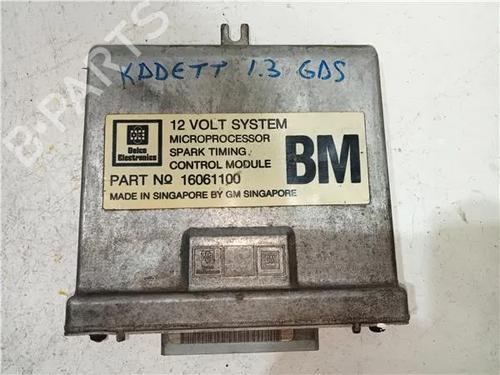 KADETT 1.3 GAS
12 VOLT SYSTEM
MICROPROCESSOR
SPARK TIMING
CONTROL MODULE
BM
Delco
Electronics
PART No 16061100
MADE IN SINGAPORE BY GM SINGAPORE
B-PARTS